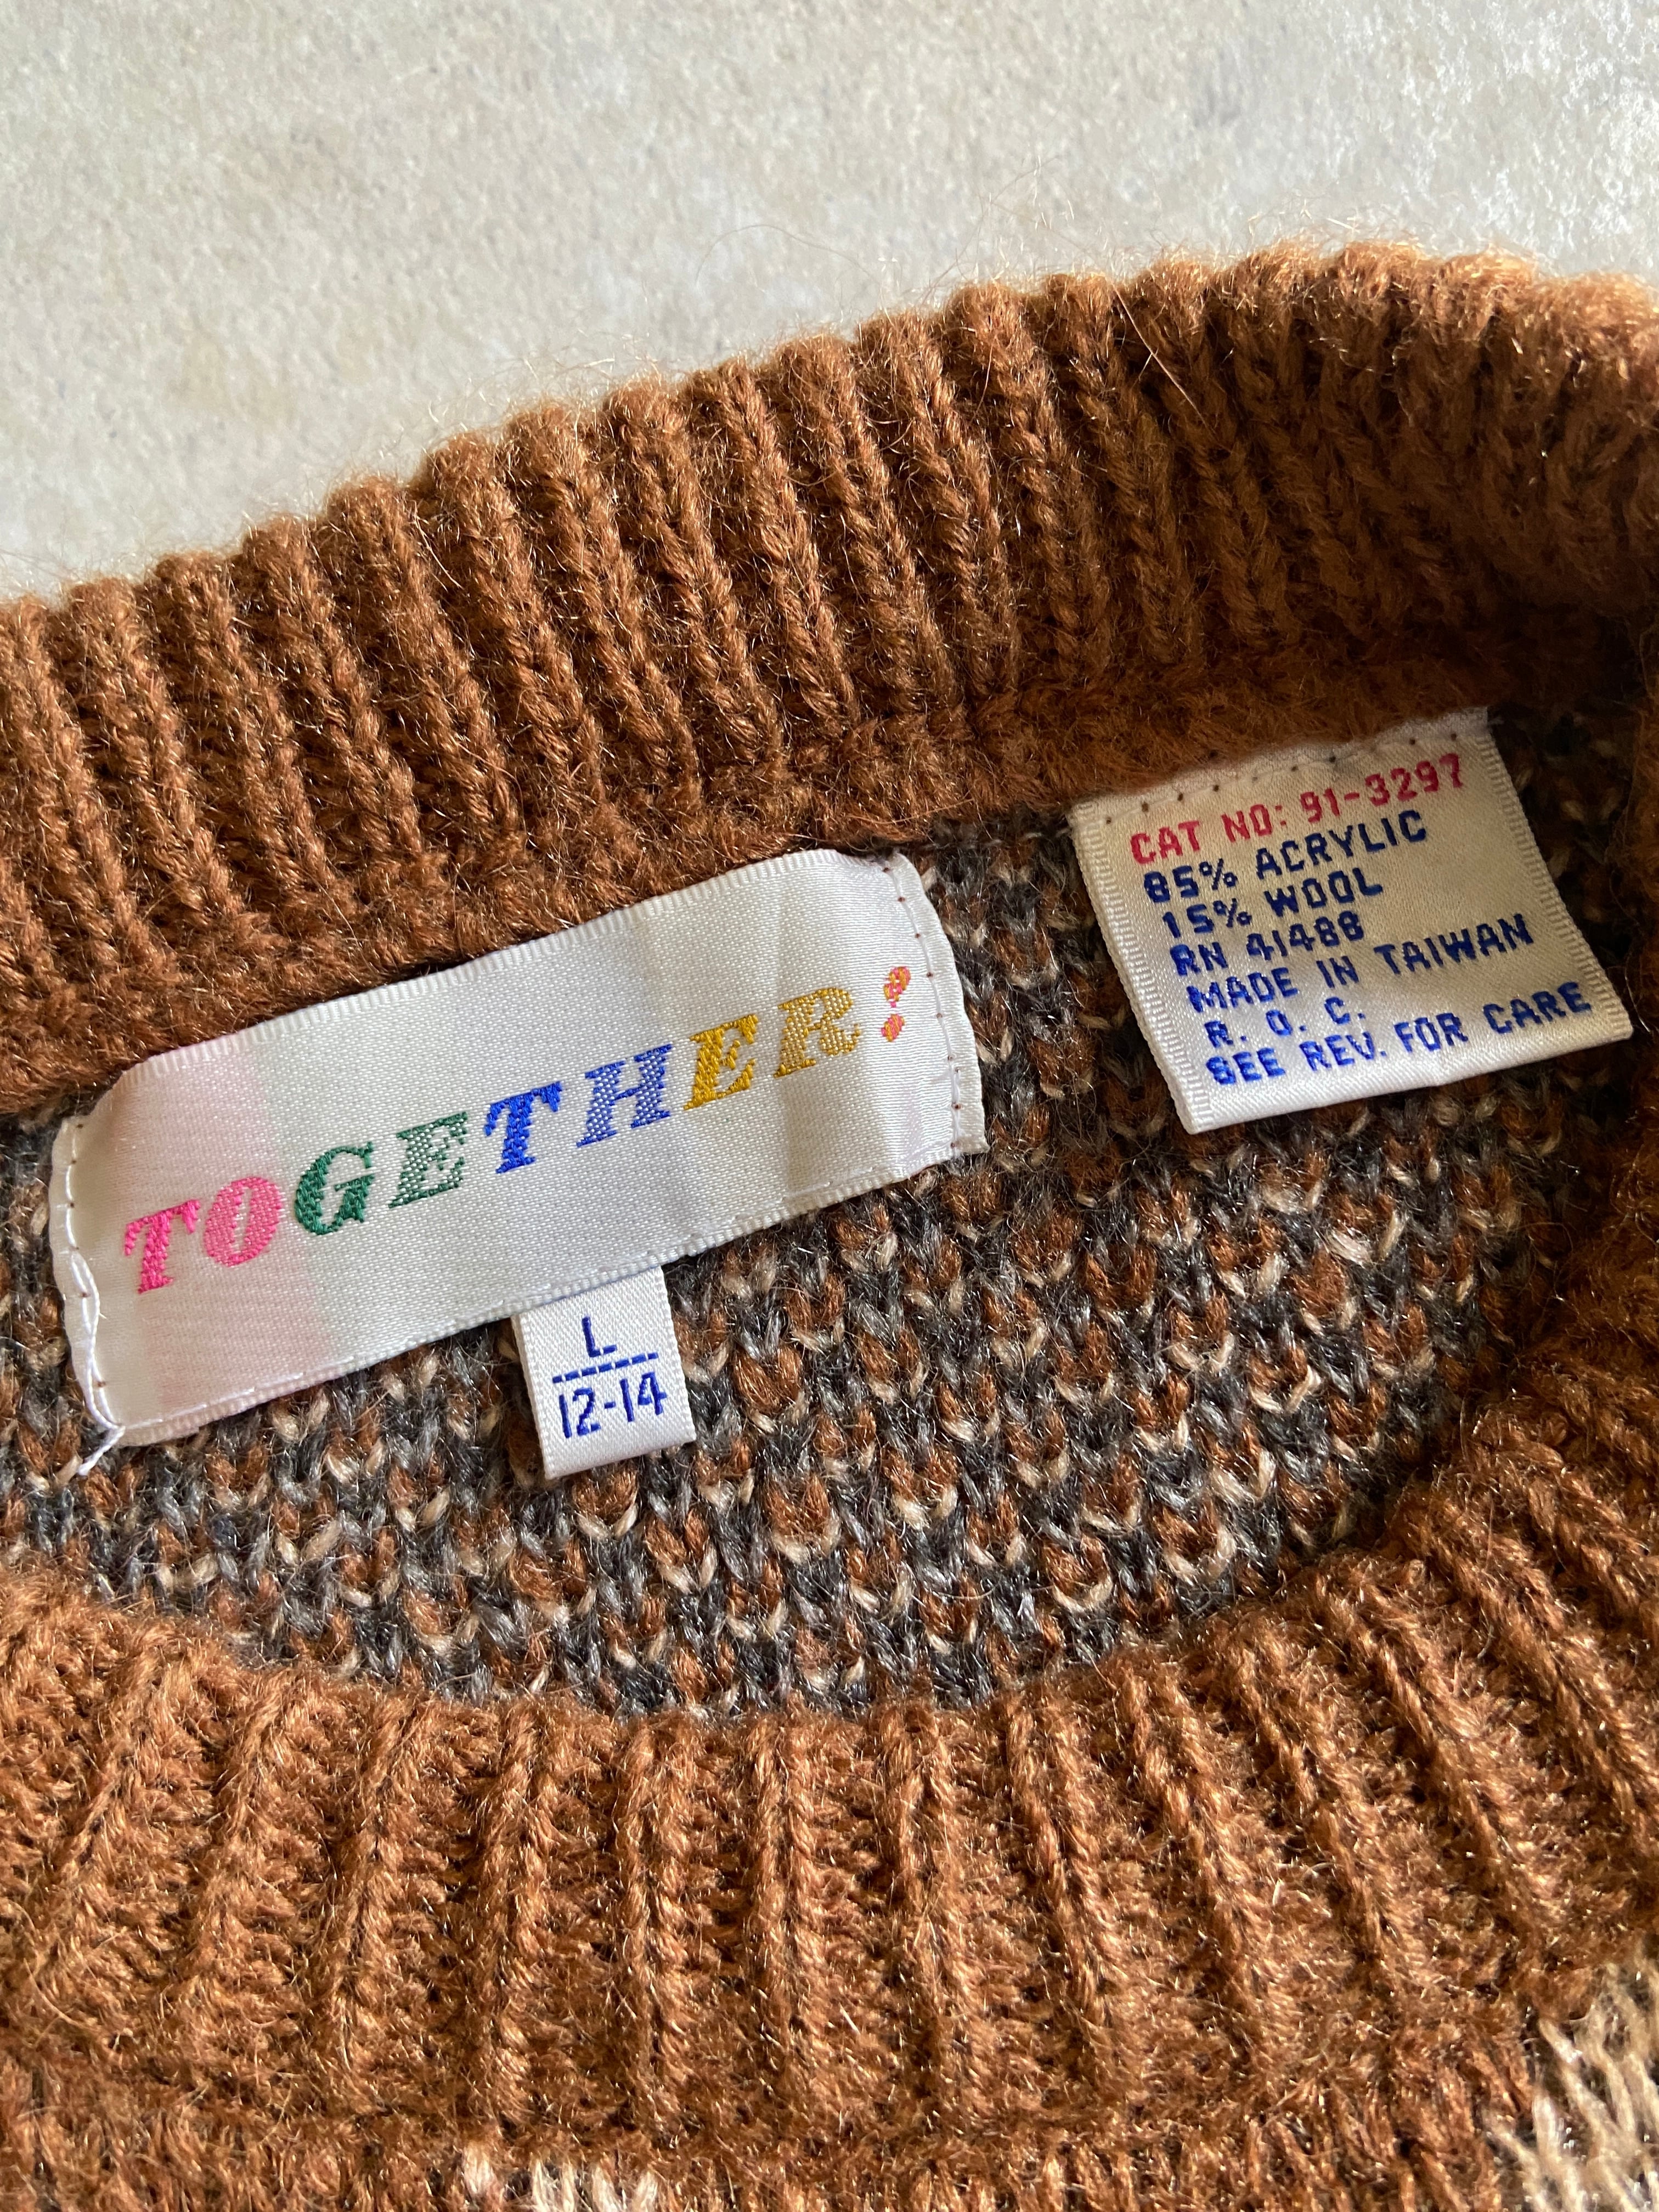 TOGETHER!
L
12-14
CAT NO: 91-3297
85% ACRYLIC
15% WOOL
RN 41488
MADE IN TAIWAN
R. O. C.
SEE REV. FOR CARE